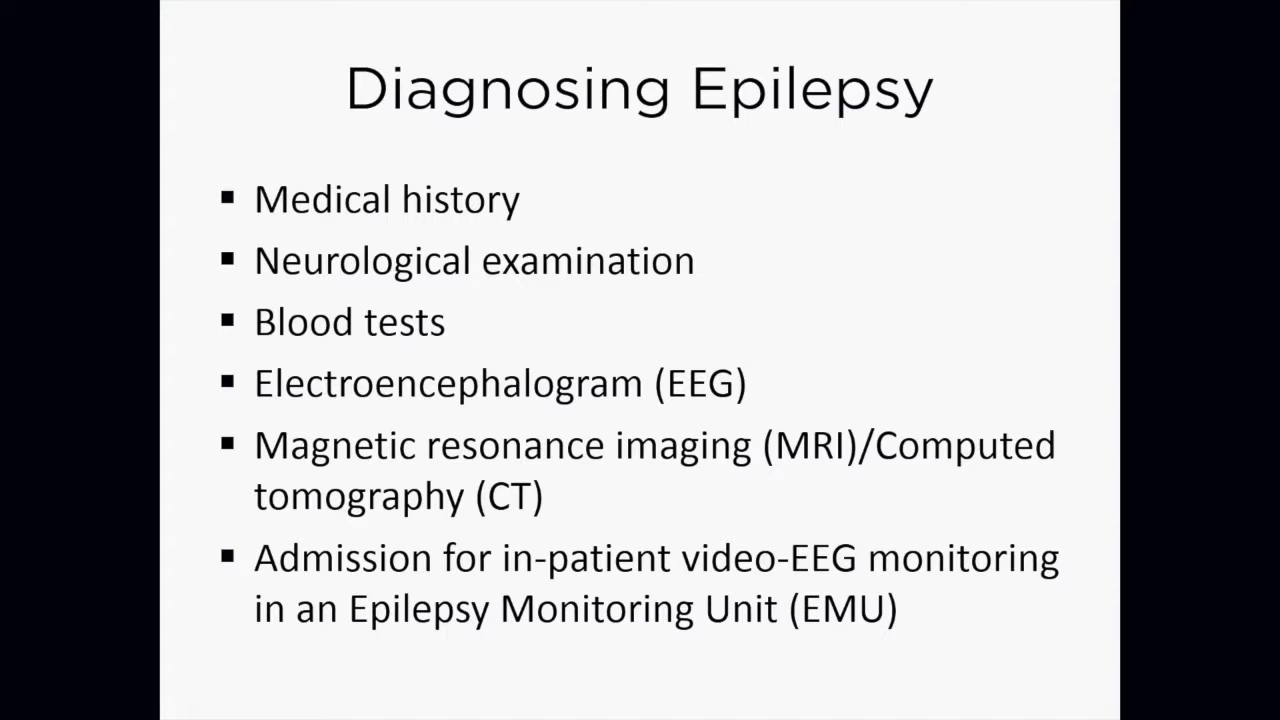 Diagnosing Epilepsy
▪ Medical history
▪ Neurological examination
▪ Blood tests
▪ Electroencephalogram (EEG)
▪ Magnetic resonance imaging (MRI)/Computed
tomography (CT)
▪ Admission for in-patient video-EEG monitoring
in an Epilepsy Monitoring Unit (EMU)